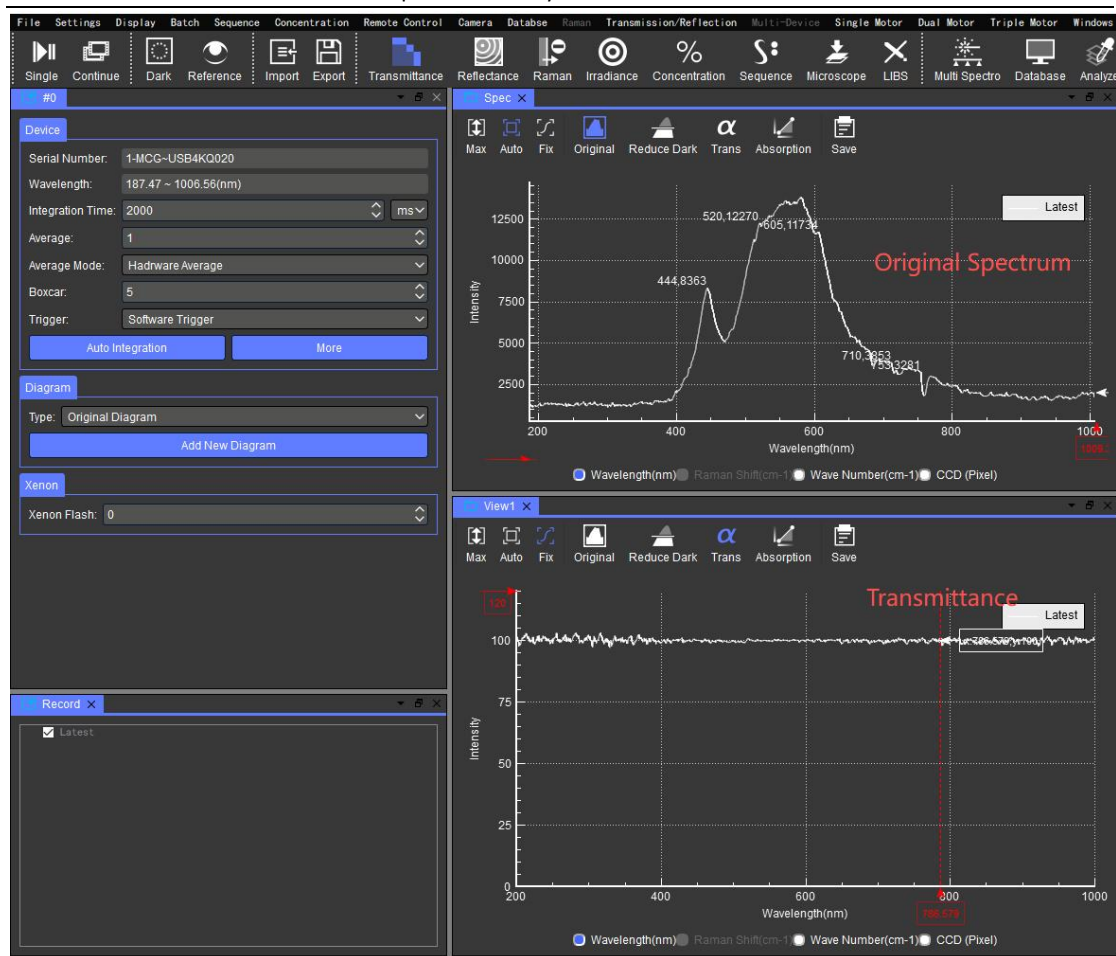 File Settings Display Batch Sequence Concentration Remote Control Camera Databse Raman Transmission/Reflection Multi-Device Single Motor Dual Motor Triple Motor Windows
Single Continue Dark Reference Import Export Transmittance Reflectance Raman Irradiance Concentration Sequence Microscope LIBS Multi Spectro Database Analyze
#0
Device
Serial Number: 1-MCG~USB4KQ020
Wavelength: 187.47 ~ 1006.56(nm)
Integration Time: 2000 ms
Average: 1
Average Mode: Hadrware Average
Boxcar: 5
Trigger: Software Trigger
Auto Integration More
Diagram
Type: Original Diagram
Add New Diagram
Xenon
Xenon Flash: 0
Record
Latest
Spec
Max Auto Fix Original Reduce Dark Trans Absorption Save
Latest
12500
10000
7500
5000
2500
Intensity
520,12270
605,11734
444,8363
710,3853
753,3281
Original Spectrum
200 400 600 800 1000
Wavelength(nm)
Wavelength(nm) Raman Shift(cm-1) Wave Number(cm-1) CCD (Pixel)
View1
Max Auto Fix Original Reduce Dark Trans Absorption Save
Transmittance
120
Latest
100
75
50
25
0
Intensity
200 400 600 800 1000
Wavelength(nm)
786.579
Wavelength(nm) Raman Shift(cm-1) Wave Number(cm-1) CCD (Pixel)